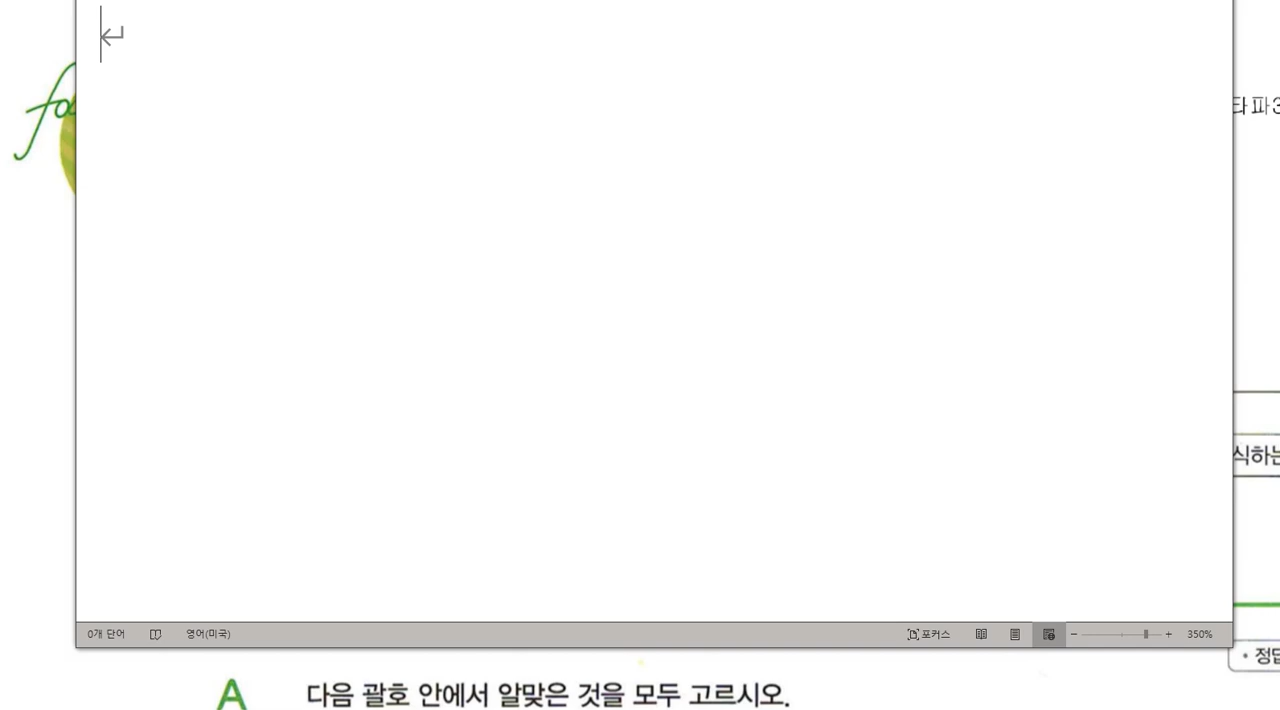 타파
식하는
0개 단어
영어(미국)
포커스
350%
정답
A 다음 괄호 안에서 알맞은 것을 모두 고르시오.